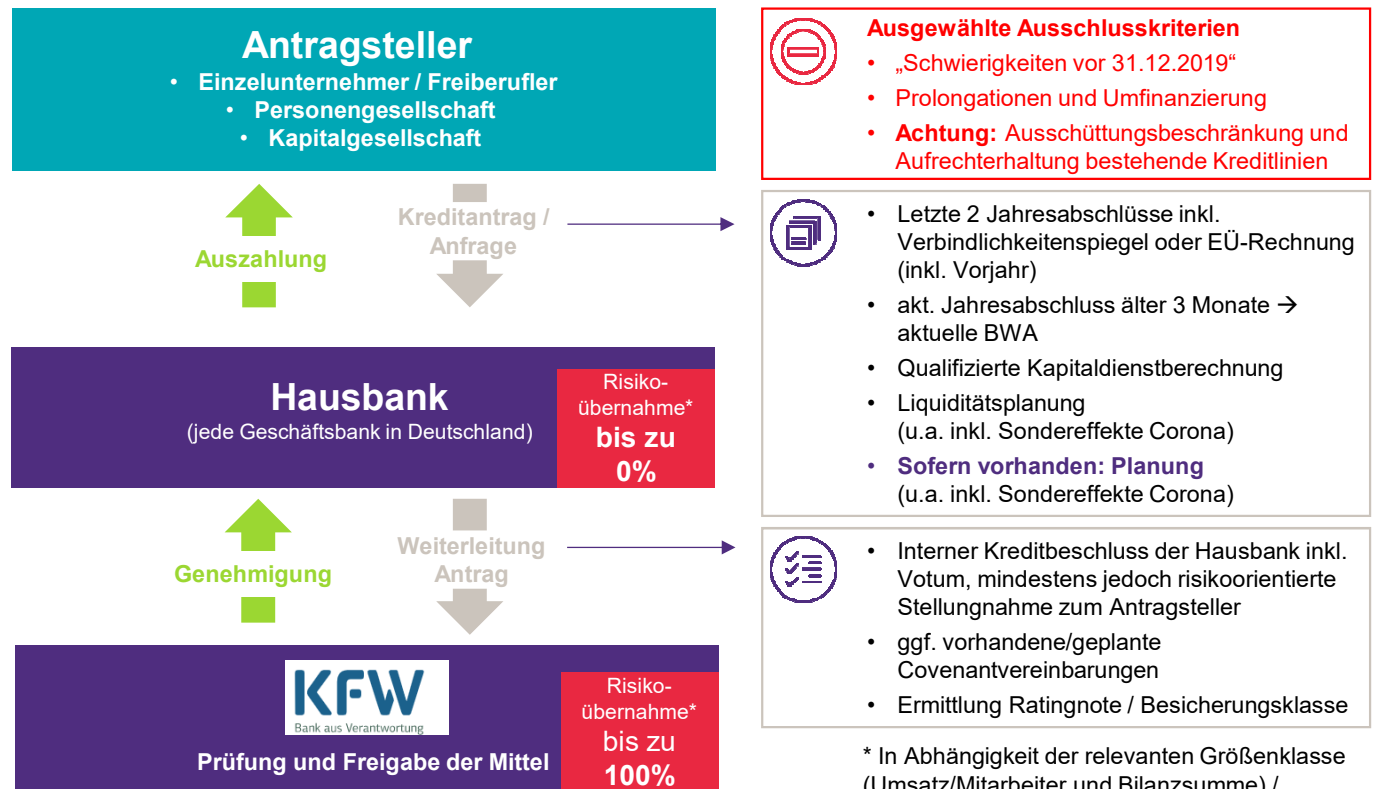 Antragsteller
• Einzelunternehmer / Freiberufler
• Personengesellschaft
• Kapitalgesellschaft
Auszahlung
Kreditantrag /
Anfrage
Hausbank
(jede Geschäftsbank in Deutschland)
Risiko-
übernahme*
bis zu
0%
Genehmigung
Weiterleitung
Antrag
KFW
Bank aus Verantwortung
Prüfung und Freigabe der Mittel
Risiko-
übernahme*
bis zu
100%
Ausgewählte Ausschlusskriterien
• „Schwierigkeiten vor 31.12.2019“
• Prolongationen und Umfinanzierung
• Achtung: Ausschüttungsbeschränkung und
Aufrechterhaltung bestehende Kreditlinien
• Letzte 2 Jahresabschlüsse inkl.
Verbindlichkeitenspiegel oder EÜ-Rechnung
(inkl. Vorjahr)
• akt. Jahresabschluss älter 3 Monate →
aktuelle BWA
• Qualifizierte Kapitaldienstberechnung
• Liquiditätsplanung
(u.a. inkl. Sondereffekte Corona)
• Sofern vorhanden: Planung
(u.a. inkl. Sondereffekte Corona)
• Interner Kreditbeschluss der Hausbank inkl.
Votum, mindestens jedoch risikoorientierte
Stellungnahme zum Antragsteller
• ggf. vorhandene/geplante
Covenantvereinbarungen
• Ermittlung Ratingnote / Besicherungsklasse
* In Abhängigkeit der relevanten Größenklasse
(Umsatz/Mitarbeiter und Bilanzsumme) /